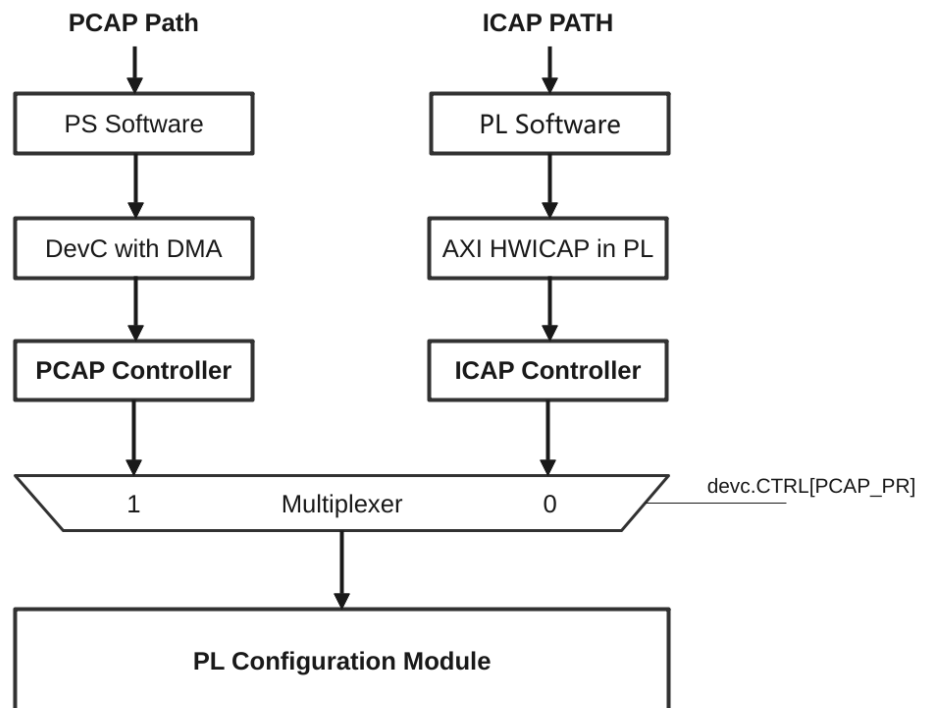 PCAP Path
ICAP PATH
PS Software
PL Software
DevC with DMA
AXI HWICAP in PL
PCAP Controller
ICAP Controller
1 Multiplexer 0
devc.CTRL[PCAP_PR]
PL Configuration Module